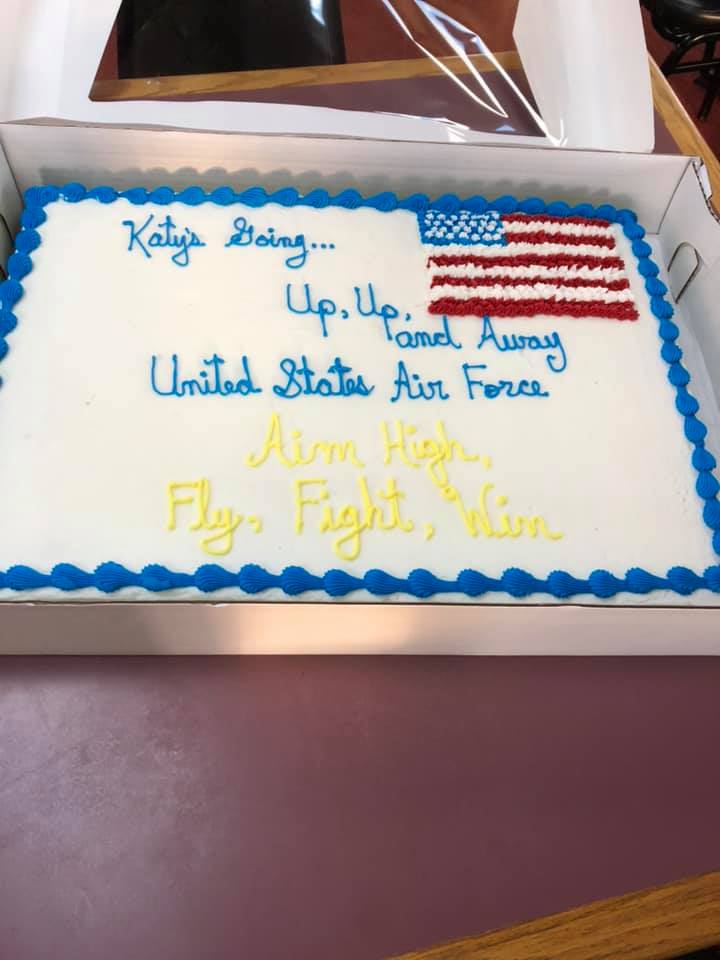 Katy's Going...
Up, Up,
and Away
United States Air Force
Aim High,
Fly, Fight, Win